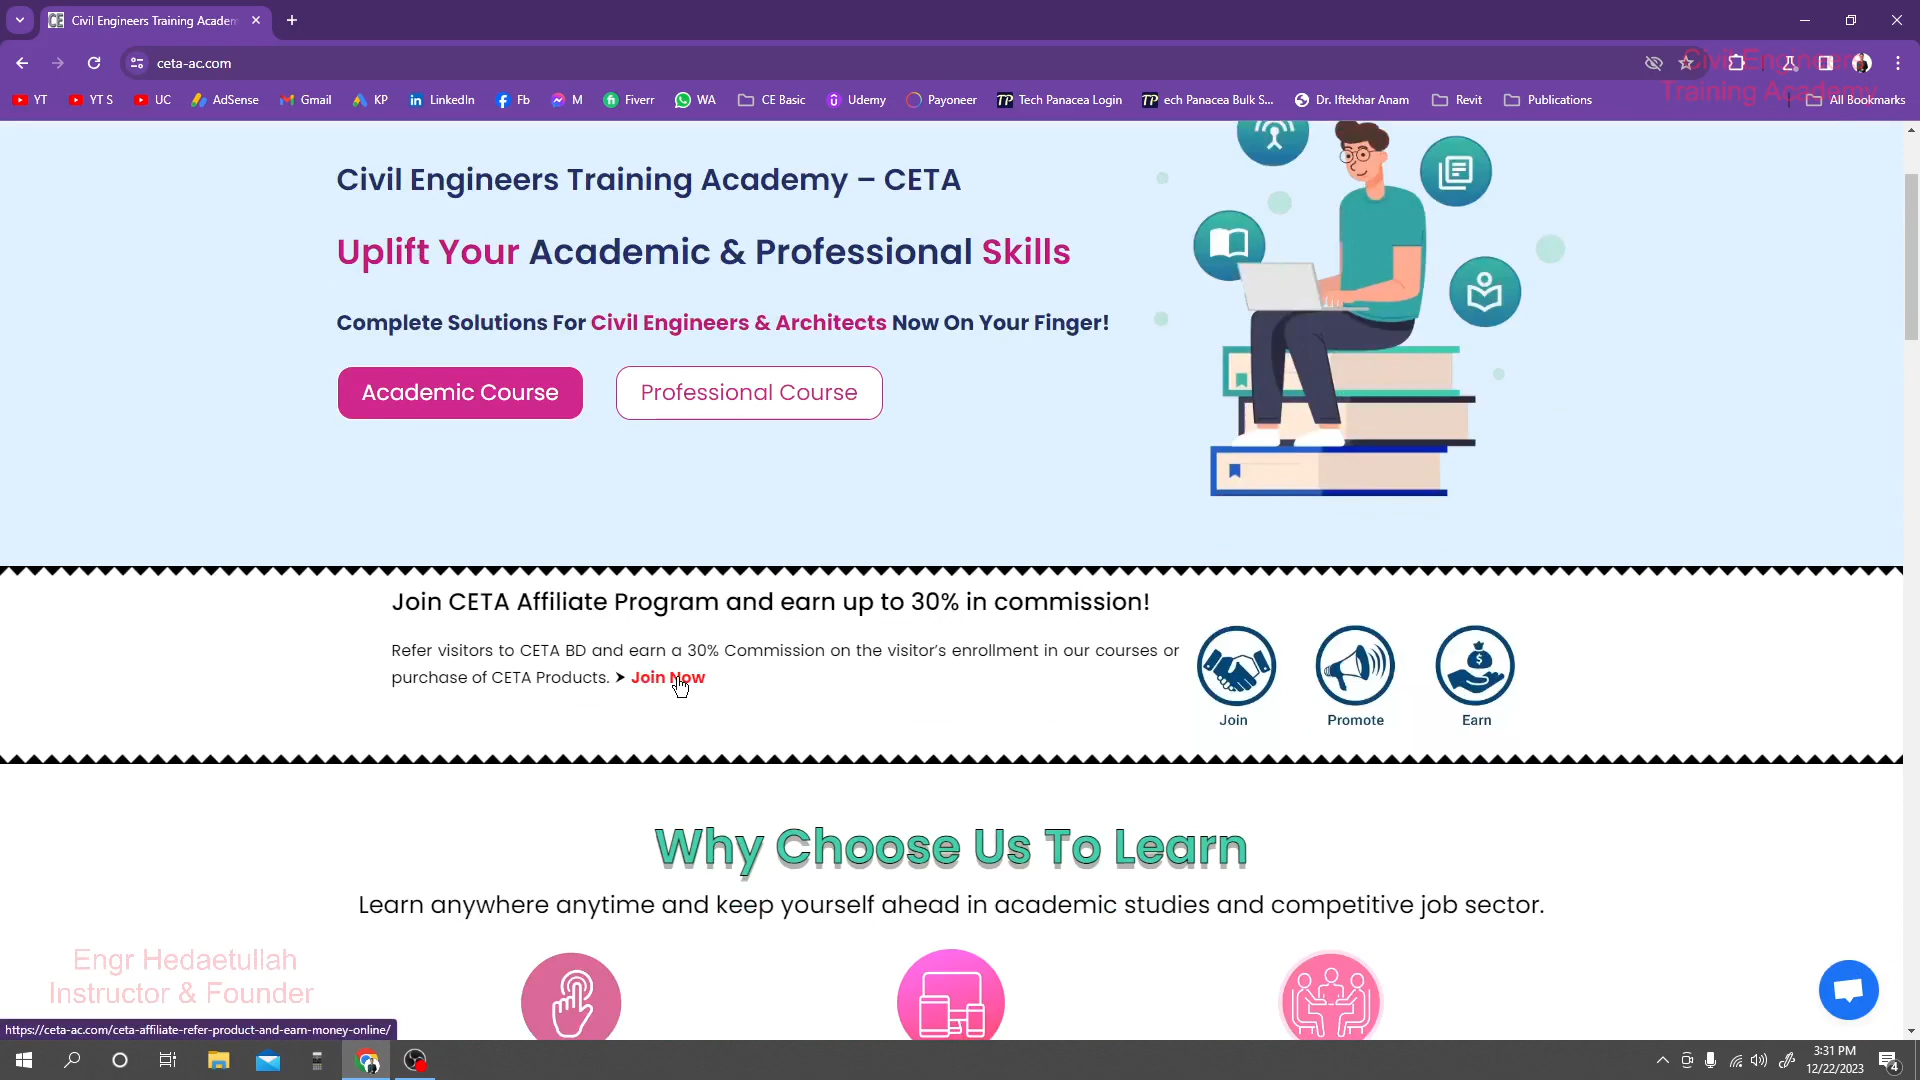 Civil Engineers Training Academ
ceta-ac.com
Civil Engineers
Training Academy
YT
YT S
UC
AdSense
Gmail
KP
LinkedIn
Fb
M
Fiverr
WA
CE Basic
Udemy
Payoneer
Tech Panacea Login
ech Panacea Bulk S...
Dr. Iftekhar Anam
Revit
Publications
All Bookmarks
Civil Engineers Training Academy – CETA
Uplift Your Academic & Professional Skills
Complete Solutions For Civil Engineers & Architects Now On Your Finger!
Academic Course
Professional Course
Join CETA Affiliate Program and earn up to 30% in commission!
Refer visitors to CETA BD and earn a 30% Commission on the visitor's enrollment in our courses or
purchase of CETA Products. ➤ Join Now
Join
Promote
Earn
Why Choose Us To Learn
Learn anywhere anytime and keep yourself ahead in academic studies and competitive job sector.
Engr Hedaetullah
Instructor & Founder
https://ceta-ac.com/ceta-affiliate-refer-product-and-earn-money-online/
3:31 PM
12/22/2023
4